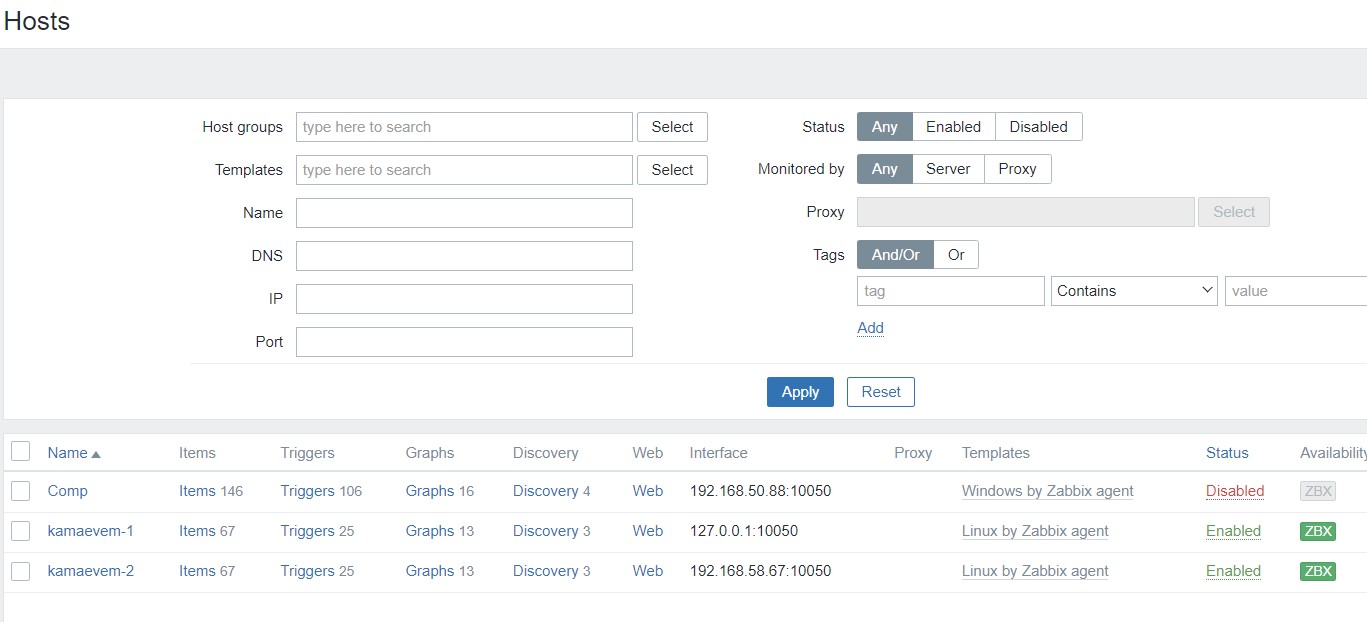 Hosts
Host groups type here to search Select Status Any Enabled Disabled
Templates type here to search Select Monitored by Any Server Proxy
Name Proxy Select
DNS Tags And/Or Or
IP tag Contains value
Port Add
Apply Reset
Name Items Triggers Graphs Discovery Web Interface Proxy Templates Status Availability
Comp Items 146 Triggers 106 Graphs 16 Discovery 4 Web 192.168.50.88:10050 Windows by Zabbix agent Disabled ZBX
kamaevem-1 Items 67 Triggers 25 Graphs 13 Discovery 3 Web 127.0.0.1:10050 Linux by Zabbix agent Enabled ZBX
kamaevem-2 Items 67 Triggers 25 Graphs 13 Discovery 3 Web 192.168.58.67:10050 Linux by Zabbix agent Enabled ZBX